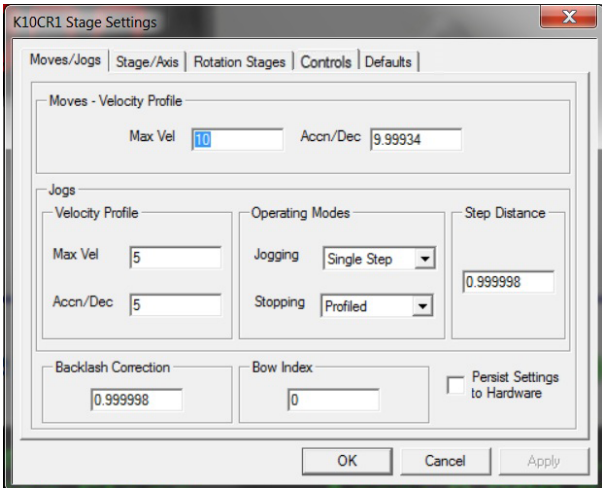 K10CR1 Stage Settings
X
Moves/Jogs Stage/Axis Rotation Stages Controls Defaults
Moves - Velocity Profile
Max Vel 10 Accn/Dec 9.99934
Jogs
Velocity Profile Operating Modes Step Distance
Max Vel 5 Jogging Single Step
0.999998
Accn/Dec 5 Stopping Profiled
Backlash Correction Bow Index
Persist Settings
to Hardware
0.999998 0
OK Cancel Apply